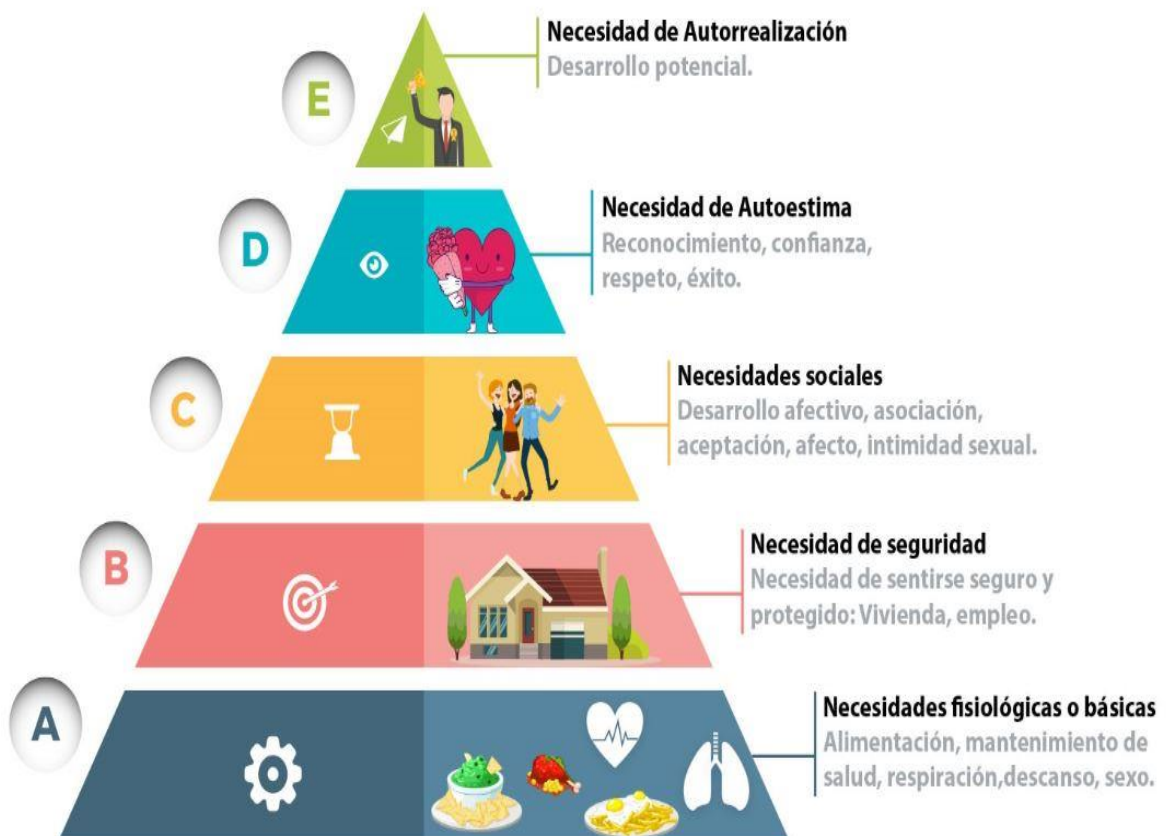 E
Necesidad de Autorrealización
Desarrollo potencial.
D
Necesidad de Autoestima
Reconocimiento, confianza,
respeto, éxito.
C
Necesidades sociales
Desarrollo afectivo, asociación,
aceptación, afecto, intimidad sexual.
B
Necesidad de seguridad
Necesidad de sentirse seguro y
protegido: Vivienda, empleo.
A
Necesidades fisiológicas o básicas
Alimentación, mantenimiento de
salud, respiración,descanso, sexo.